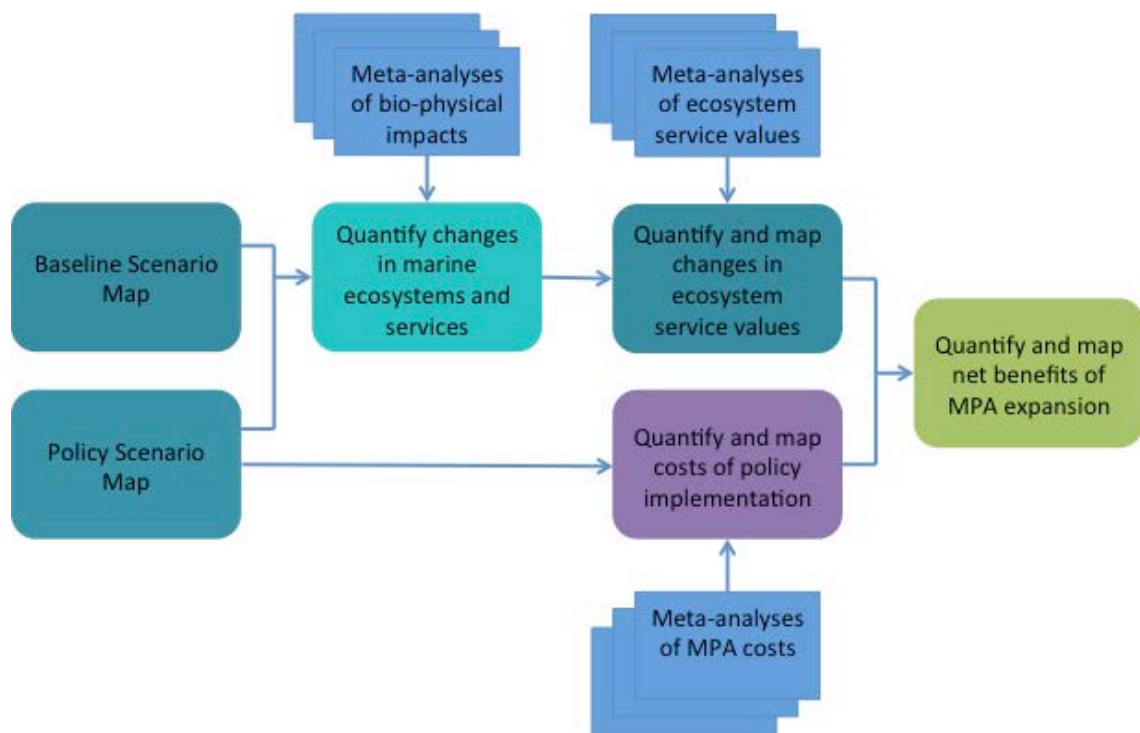 Meta-analyses
of bio-physical
impacts
Meta-analyses
of ecosystem
service values
Baseline Scenario
Map
Quantify changes
in marine
ecosystems and
services
Quantify and map
changes in
ecosystem
service values
Quantify and map
net benefits of
MPA expansion
Policy Scenario
Map
Quantify and map
costs of policy
implementation
Meta-analyses
of MPA costs